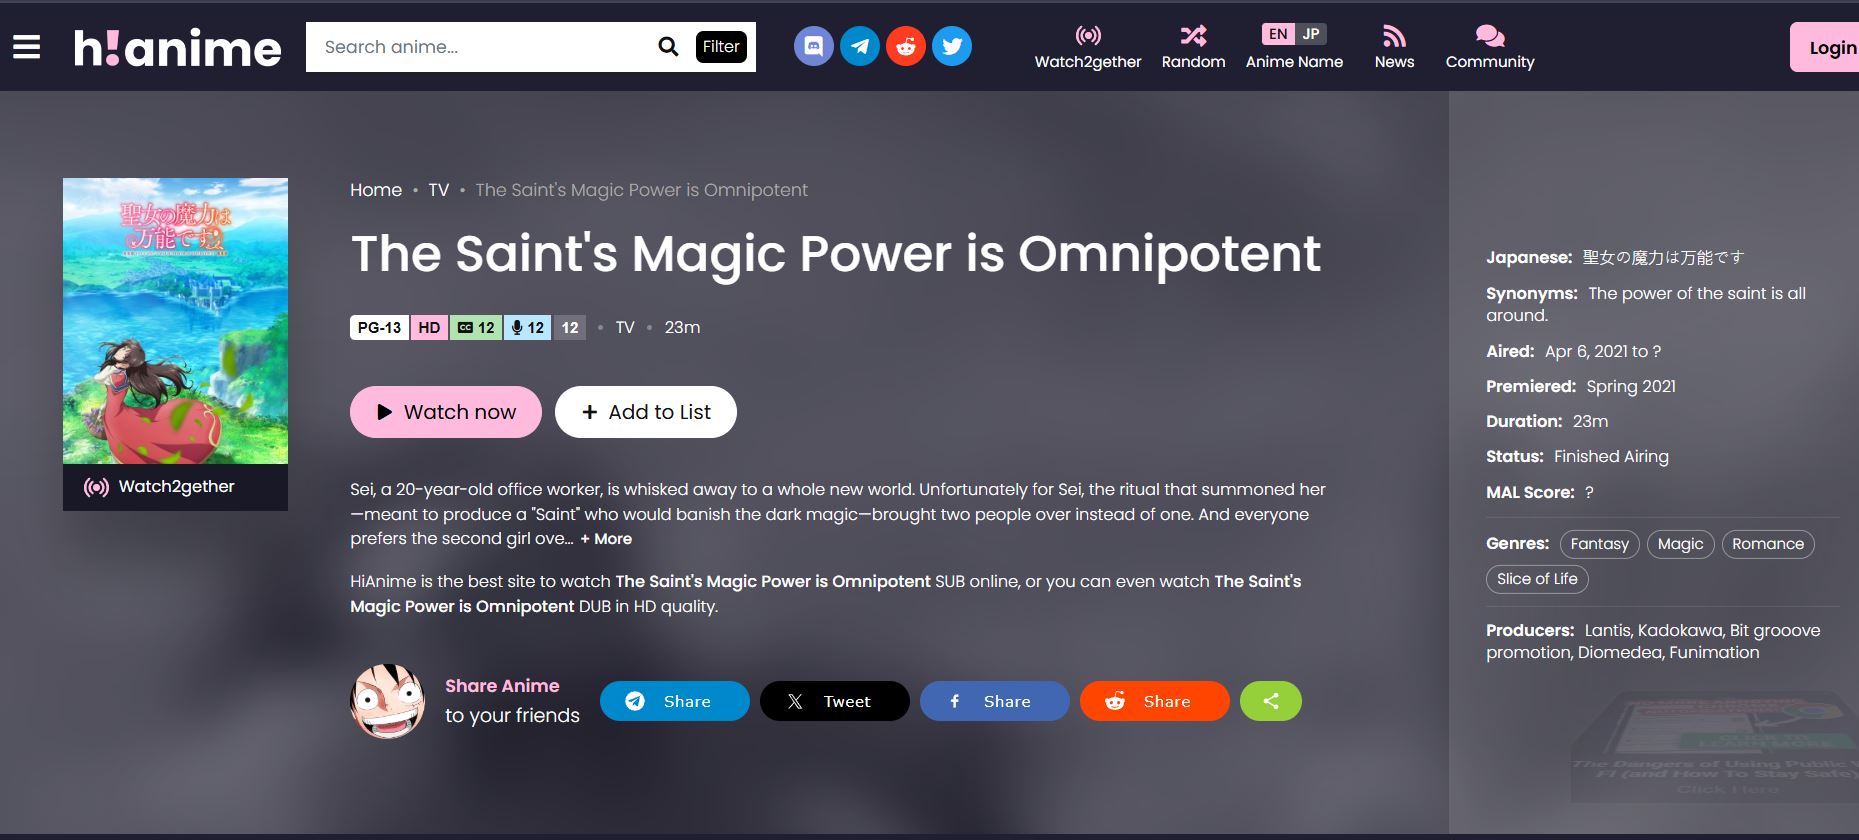 h!anime
Search anime...
Filter
Watch2gether
Random
EN JP
Anime Name
News
Community
Login
聖女の魔力は
万能です
Watch2gether
Home • TV • The Saint's Magic Power is Omnipotent
The Saint's Magic Power is Omnipotent
PG-13 HD CC 12 12 12 • TV • 23m
Watch now
+ Add to List
Sei, a 20-year-old office worker, is whisked away to a whole new world. Unfortunately for Sei, the ritual that summoned her
—meant to produce a "Saint" who would banish the dark magic—brought two people over instead of one. And everyone
prefers the second girl ove... + More
HiAnime is the best site to watch The Saint's Magic Power is Omnipotent SUB online, or you can even watch The Saint's
Magic Power is Omnipotent DUB in HD quality.
Share Anime
to your friends
Share
Tweet
Share
Share
Japanese: 聖女の魔力は万能です
Synonyms: The power of the saint is all
around.
Aired: Apr 6, 2021 to ?
Premiered: Spring 2021
Duration: 23m
Status: Finished Airing
MAL Score: ?
Genres: Fantasy Magic Romance
Slice of Life
Producers: Lantis, Kadokawa, Bit grooove
promotion, Diomedea, Funimation
CLICK TO
LEARN MORE
The Dangers of Using Public
Fi (and How To Stay Safe)
Click Here